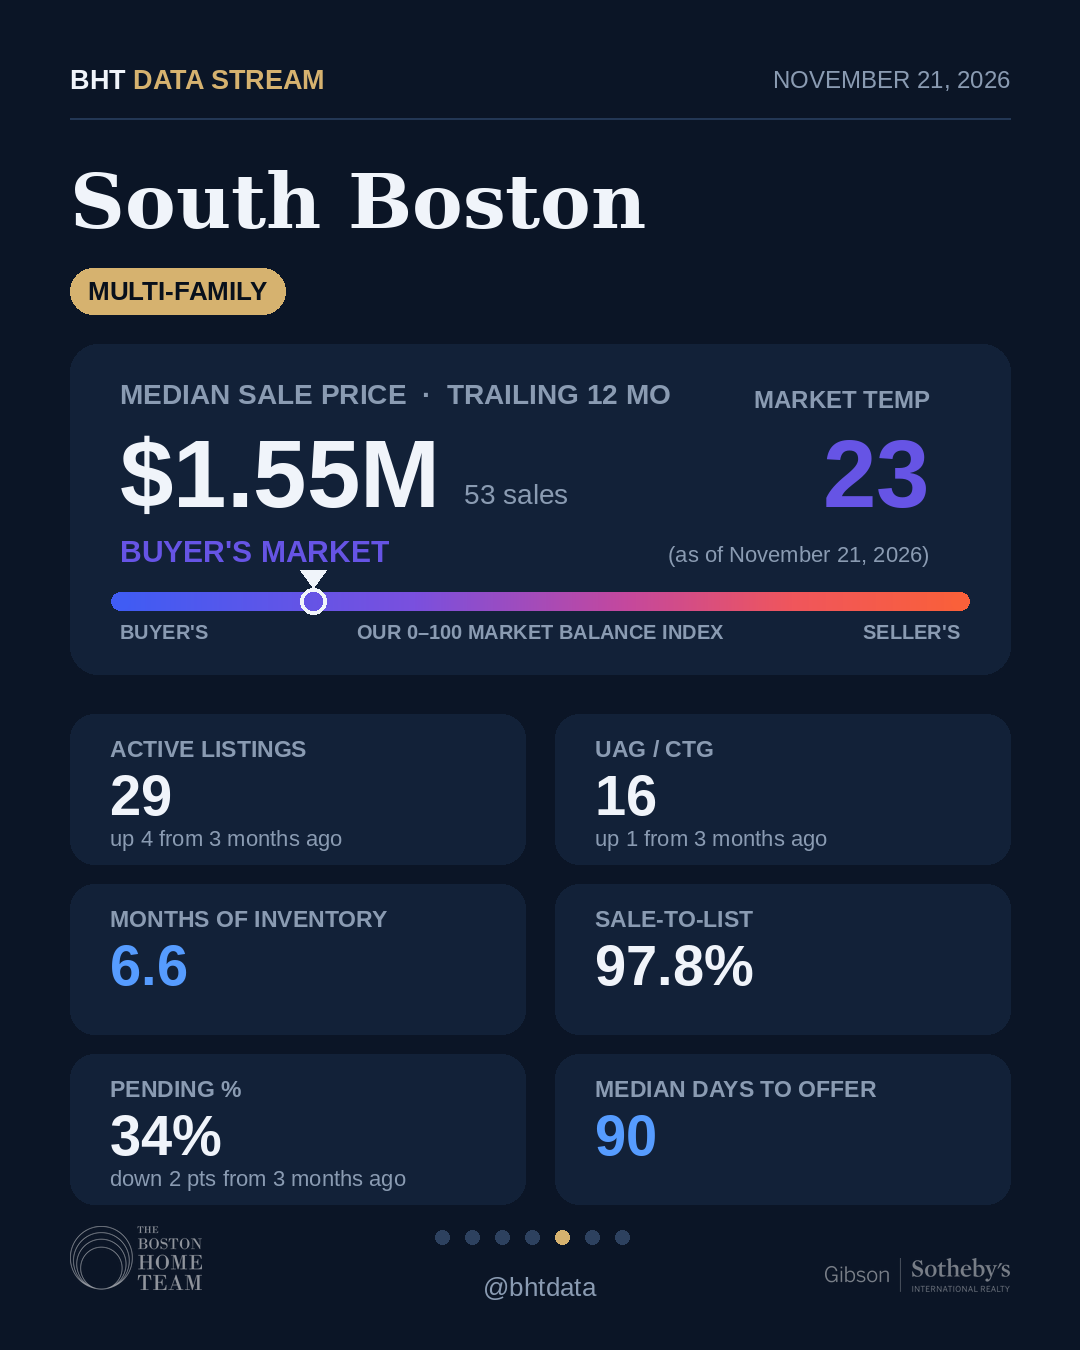 BHT DATA STREAM
NOVEMBER 21, 2026
South Boston
MULTI-FAMILY
MEDIAN SALE PRICE · TRAILING 12 MO
MARKET TEMP
$1.55M 53 sales
23
BUYER'S MARKET
(as of November 21, 2026)
BUYER'S
OUR 0–100 MARKET BALANCE INDEX
SELLER'S
ACTIVE LISTINGS
29
up 4 from 3 months ago
UAG / CTG
16
up 1 from 3 months ago
MONTHS OF INVENTORY
6.6
SALE-TO-LIST
97.8%
PENDING %
34%
down 2 pts from 3 months ago
MEDIAN DAYS TO OFFER
90
THE
BOSTON
HOME
TEAM
@bhtdata
Gibson
Sotheby's
INTERNATIONAL REALTY